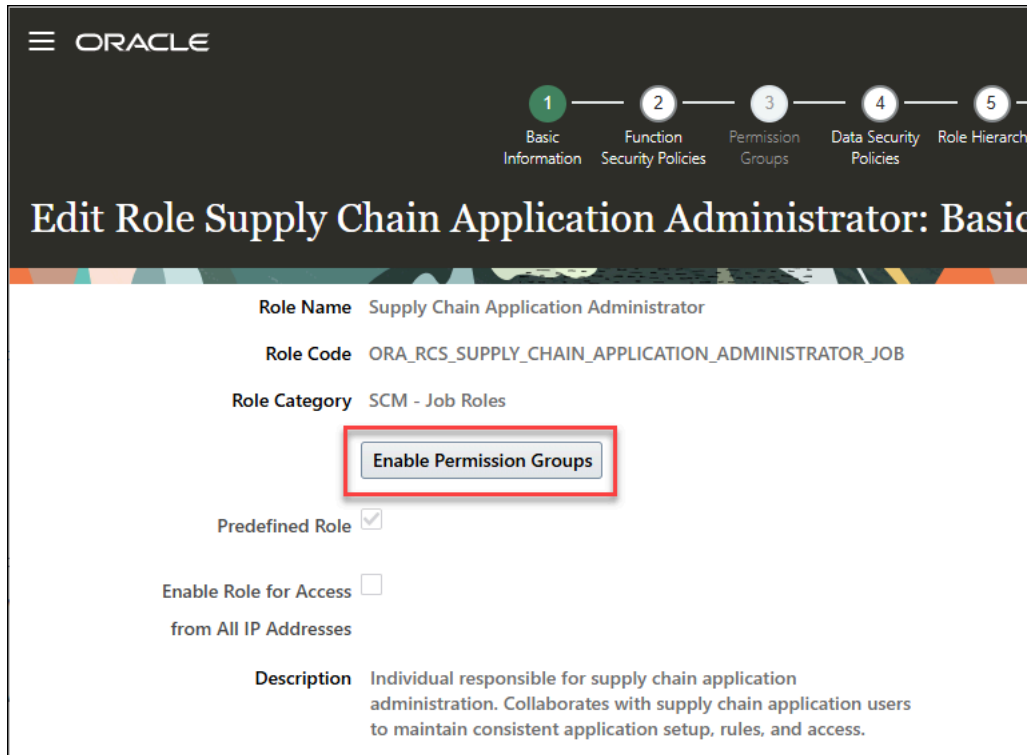 ORACLE
1
2
3
4
5
Basic
Information
Function
Security Policies
Permission
Groups
Data Security
Policies
Role Hierarch
Edit Role Supply Chain Application Administrator: Basic
Role Name Supply Chain Application Administrator
Role Code ORA_RCS_SUPPLY_CHAIN_APPLICATION_ADMINISTRATOR_JOB
Role Category SCM - Job Roles
Enable Permission Groups
Predefined Role
Enable Role for Access
from All IP Addresses
Description Individual responsible for supply chain application
administration. Collaborates with supply chain application users
to maintain consistent application setup, rules, and access.